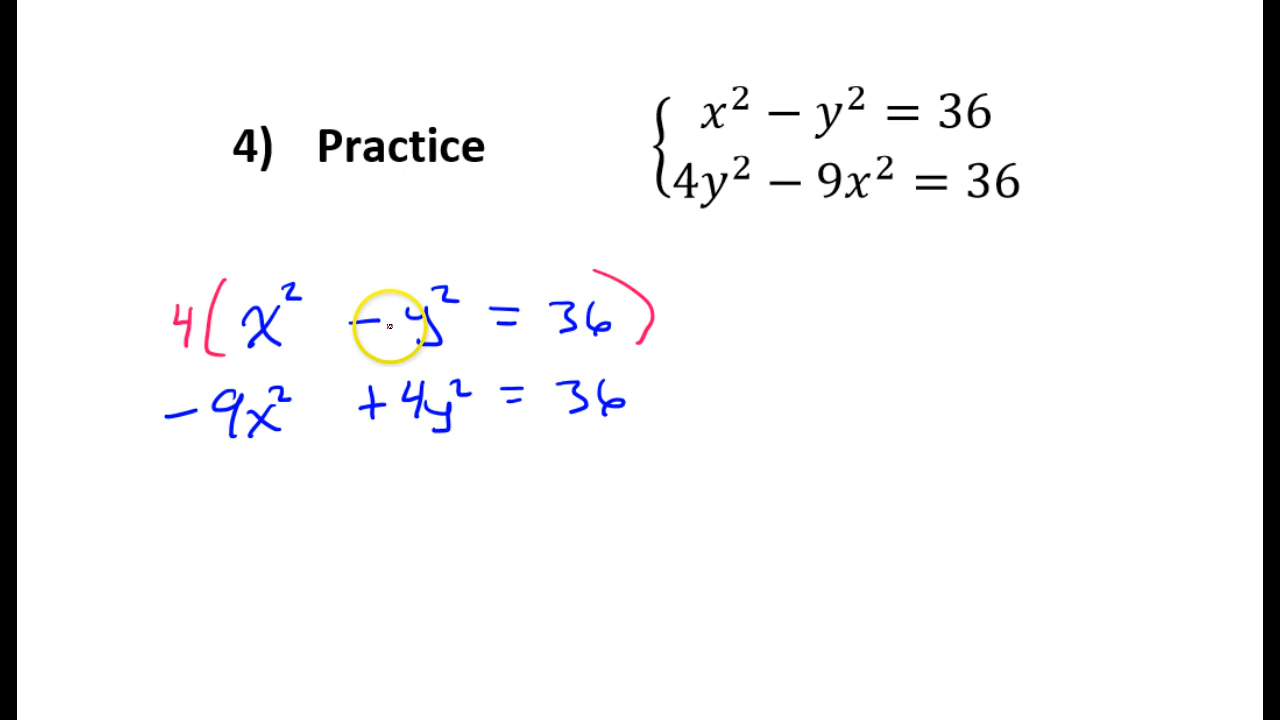 4) Practice
x² − y² = 36
4y² − 9x² = 36
4(x² − y² = 36)
−9x² + 4y² = 36